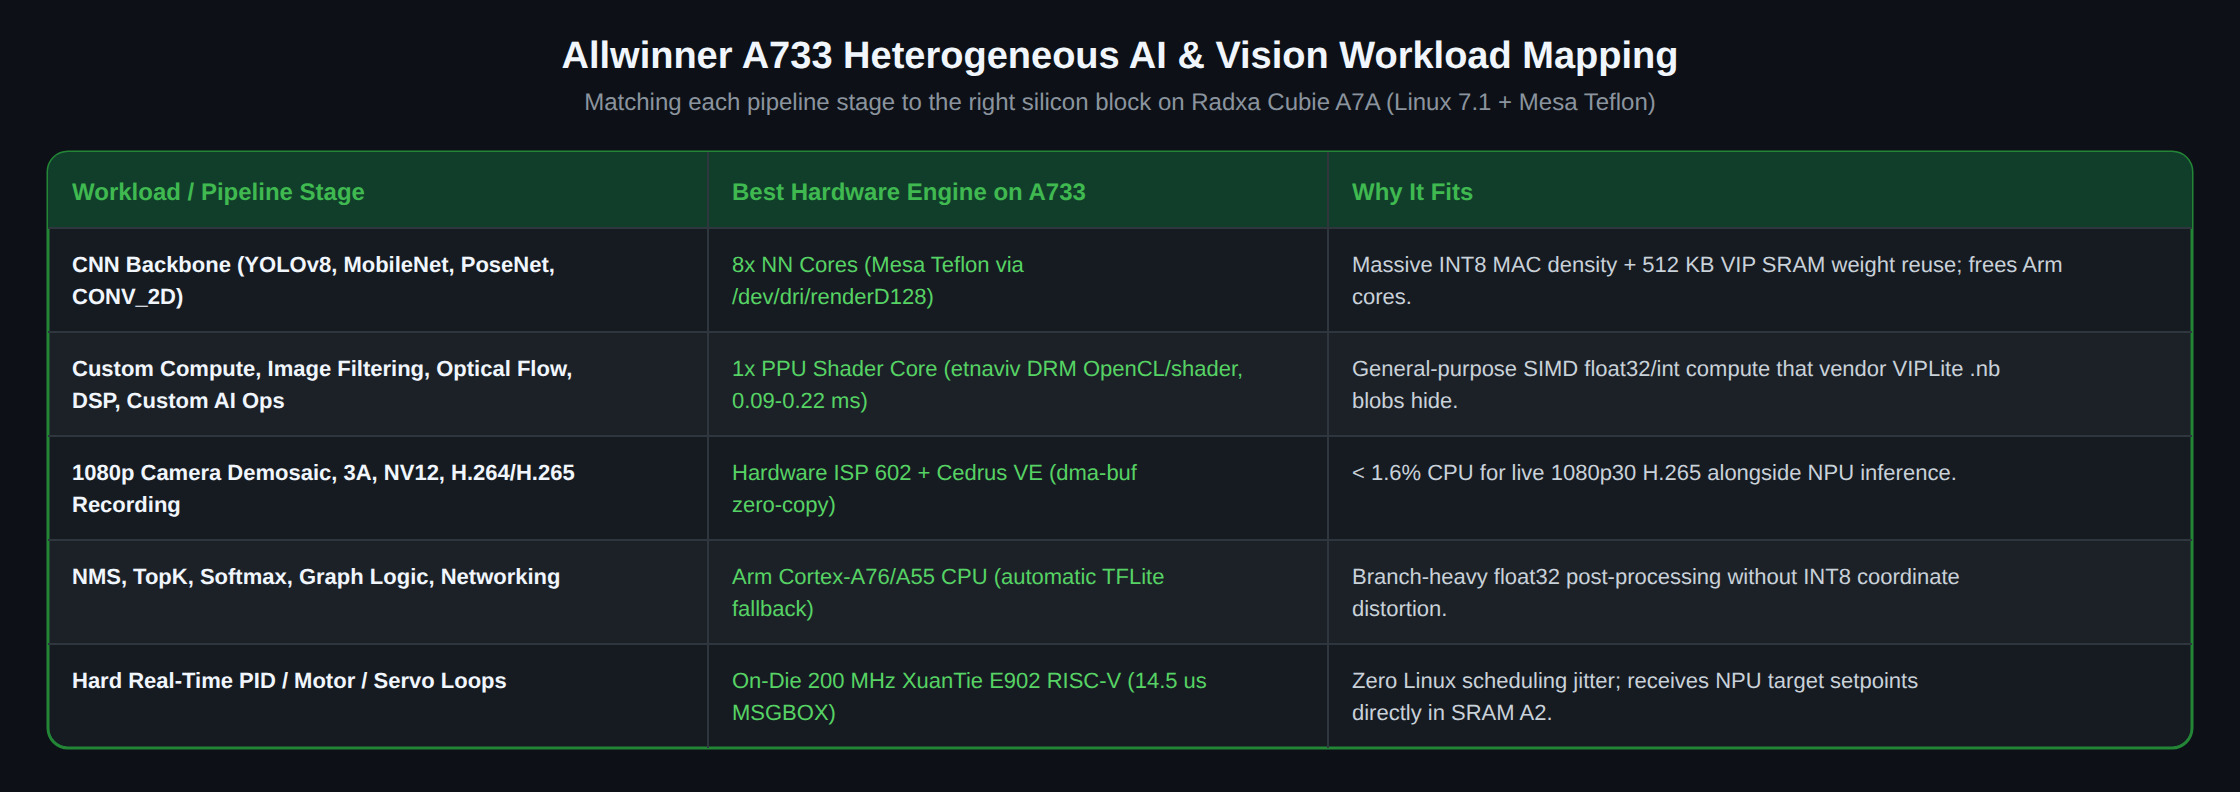 Allwinner A733 Heterogeneous AI & Vision Workload Mapping
Matching each pipeline stage to the right silicon block on Radxa Cubie A7A (Linux 7.1 + Mesa Teflon)
Workload / Pipeline Stage
Best Hardware Engine on A733
Why It Fits
CNN Backbone (YOLOv8, MobileNet, PoseNet,
CONV_2D)
8x NN Cores (Mesa Teflon via
/dev/dri/renderD128)
Massive INT8 MAC density + 512 KB VIP SRAM weight reuse; frees Arm
cores.
Custom Compute, Image Filtering, Optical Flow,
DSP, Custom AI Ops
1x PPU Shader Core (etnaviv DRM OpenCL/shader,
0.09-0.22 ms)
General-purpose SIMD float32/int compute that vendor VIPLite .nb
blobs hide.
1080p Camera Demosaic, 3A, NV12, H.264/H.265
Recording
Hardware ISP 602 + Cedrus VE (dma-buf
zero-copy)
< 1.6% CPU for live 1080p30 H.265 alongside NPU inference.
NMS, TopK, Softmax, Graph Logic, Networking
Arm Cortex-A76/A55 CPU (automatic TFLite
fallback)
Branch-heavy float32 post-processing without INT8 coordinate
distortion.
Hard Real-Time PID / Motor / Servo Loops
On-Die 200 MHz XuanTie E902 RISC-V (14.5 us
MSGBOX)
Zero Linux scheduling jitter; receives NPU target setpoints
directly in SRAM A2.